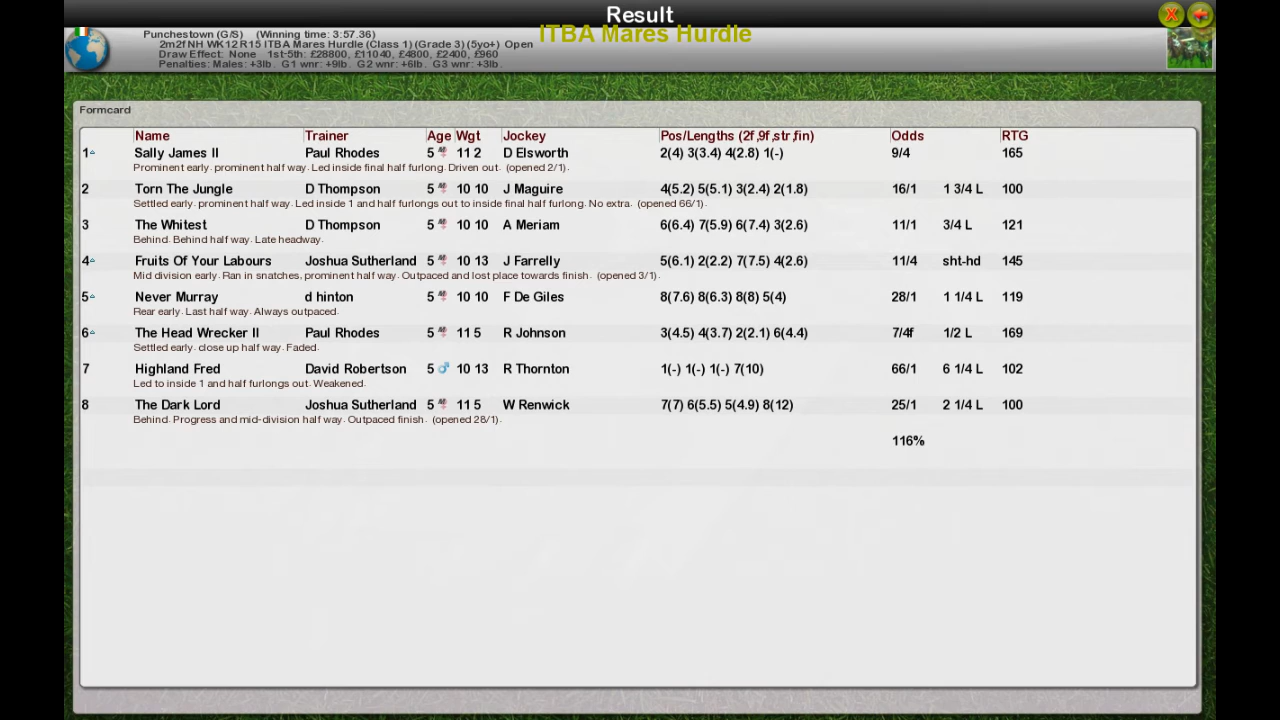 Result
ITBA Mares Hurdle
Punchestown (G/S) (Winning time: 3:57.36)
2m2f NH WK12 R15 ITBA Mares Hurdle (Class 1) (Grade 3) (5yo+) Open
Draw Effect: None 1st-5th: £28800, £11040, £4800, £2400, £960
Penalties: Males: +3lb. G1 wnr: +9lb. G2 wnr: +6lb. G3 wnr: +3lb.
Formcard
Name Trainer Age Wgt Jockey Pos/Lengths (2f,9f,str,fin) Odds RTG
1 Sally James II Paul Rhodes 5 11 2 D Elsworth 2(4) 3(3.4) 4(2.8) 1(-) 9/4 165
Prominent early. prominent half way. Led inside final half furlong. Driven out. (opened 2/1).
2 Torn The Jungle D Thompson 5 10 10 J Maguire 4(5.2) 5(5.1) 3(2.4) 2(1.8) 16/1 1 3/4 L 100
Settled early. prominent half way. Led inside 1 and half furlongs out to inside final half furlong. No extra. (opened 66/1).
3 The Whitest D Thompson 5 10 10 A Meriam 6(6.4) 7(5.9) 6(7.4) 3(2.6) 11/1 3/4 L 121
Behind. Behind half way. Late headway.
4 Fruits Of Your Labours Joshua Sutherland 5 10 13 J Farrelly 5(6.1) 2(2.2) 7(7.5) 4(2.6) 11/4 sht-hd 145
Mid division early. Ran in snatches, prominent half way. Outpaced and lost place towards finish. (opened 3/1).
5 Never Murray d hinton 5 10 10 F De Giles 8(7.6) 8(6.3) 8(8) 5(4) 28/1 1 1/4 L 119
Rear early. Last half way. Always outpaced.
6 The Head Wrecker II Paul Rhodes 5 11 5 R Johnson 3(4.5) 4(3.7) 2(2.1) 6(4.4) 7/4f 1/2 L 169
Settled early. close up half way. Faded.
7 Highland Fred David Robertson 5 10 13 R Thornton 1(-) 1(-) 1(-) 7(10) 66/1 6 1/4 L 102
Led to inside 1 and half furlongs out. Weakened.
8 The Dark Lord Joshua Sutherland 5 11 5 W Renwick 7(7) 6(5.5) 5(4.9) 8(12) 25/1 2 1/4 L 100
Behind. Progress and mid-division half way. Outpaced finish. (opened 28/1).
116%